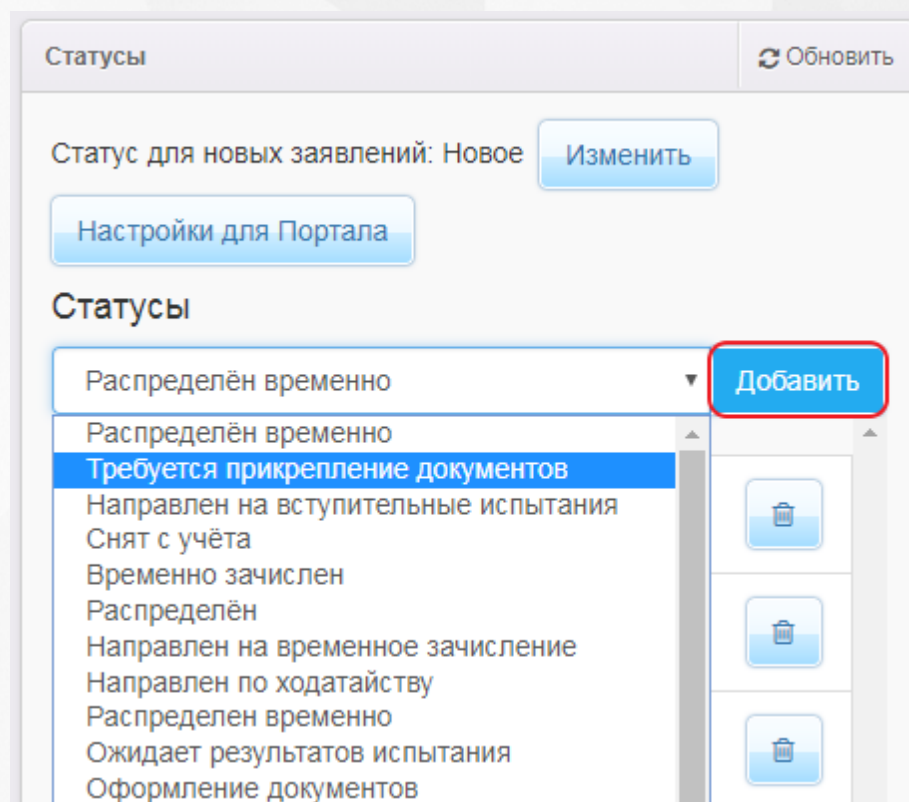 Статусы
Обновить
Статус для новых заявлений: Новое
Изменить
Настройки для Портала
Статусы
Распределён временно
Добавить
Распределён временно
Требуется прикрепление документов
Направлен на вступительные испытания
Снят с учёта
Временно зачислен
Распределён
Направлен на временное зачисление
Направлен по ходатайству
Распределен временно
Ожидает результатов испытания
Оформление документов